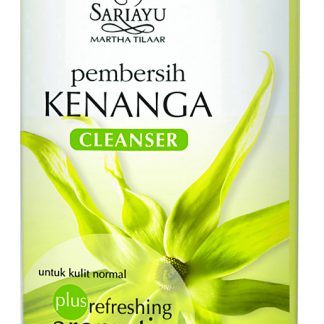 SARIAYU
MARTHA TILAAR
pembersih
KENANGA
CLEANSER
untuk kulit normal
plus refreshing